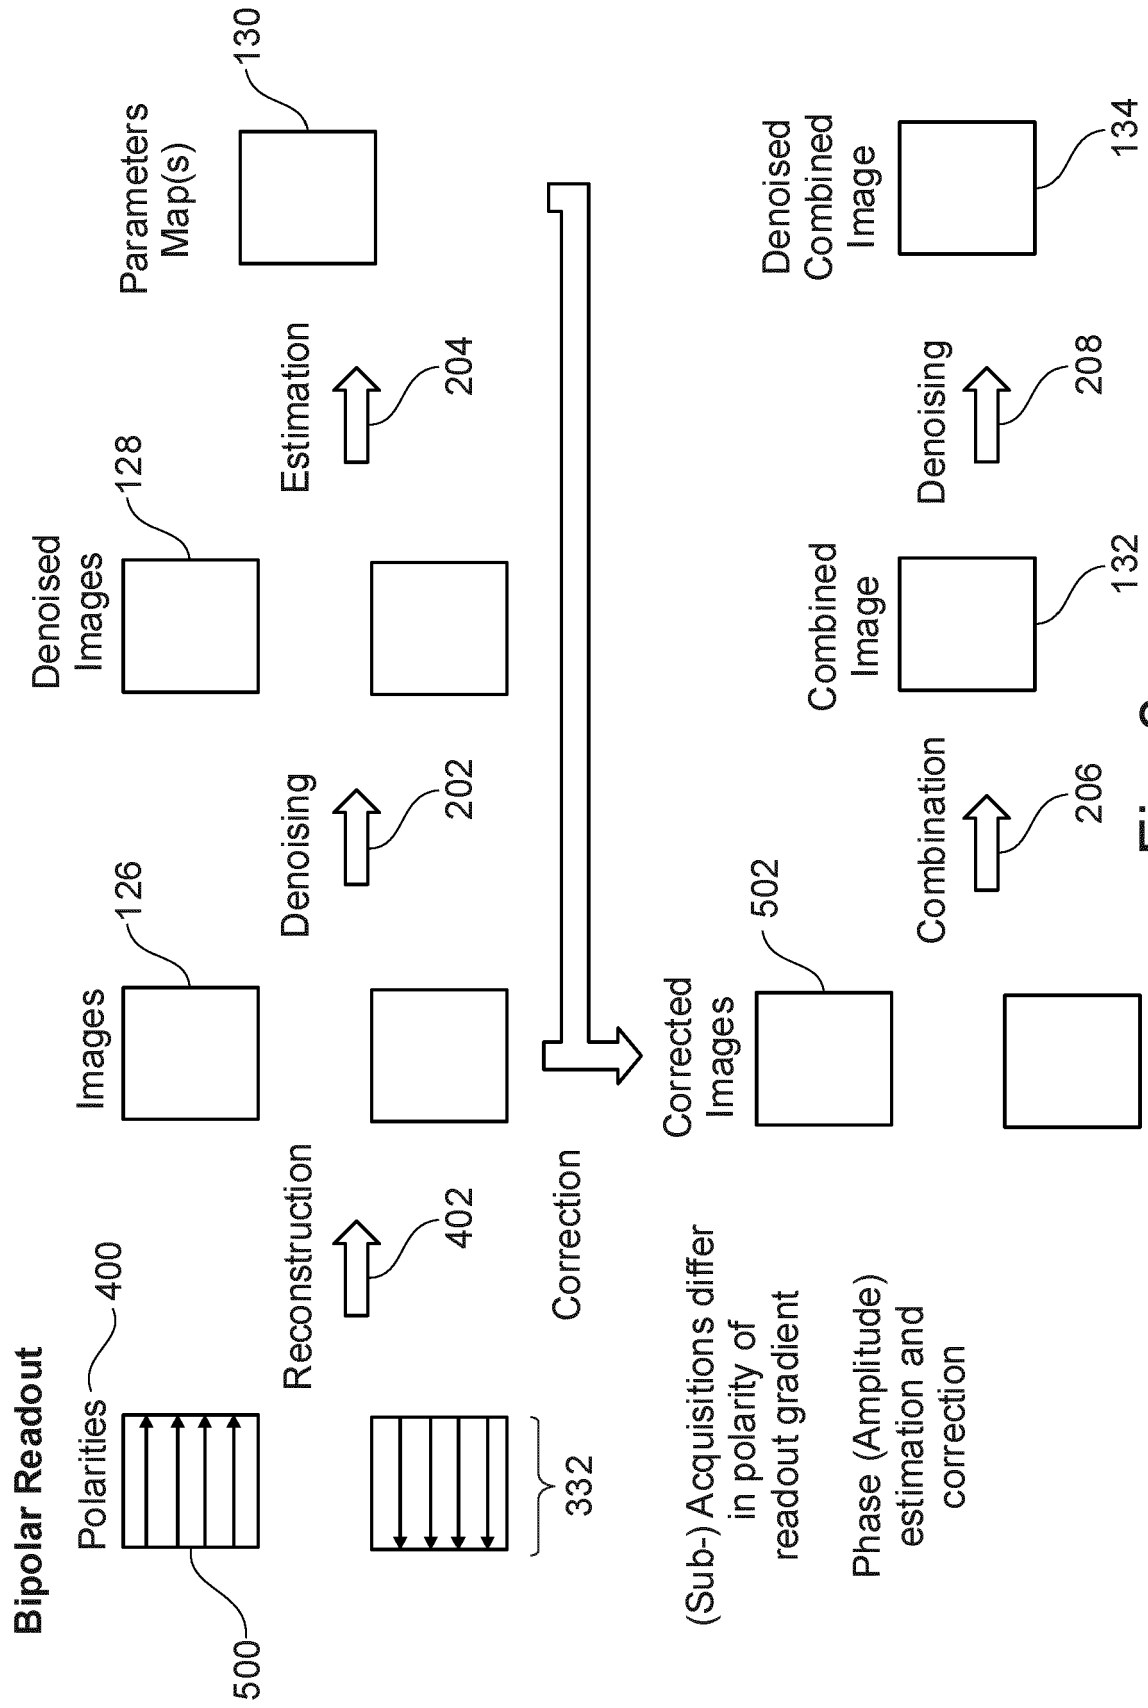 Bipolar Readout
Polarities
400
500
332
Reconstruction
402
Images
126
Denoising
202
Denoised
Images
128
Estimation
204
Parameters
Map(s)
130
Correction
(Sub-) Acquisitions differ
in polarity of
readout gradient
Phase (Amplitude)
estimation and
correction
Corrected
Images
502
Combination
206
Combined
Image
132
Denoising
208
Denoised
Combined
Image
134